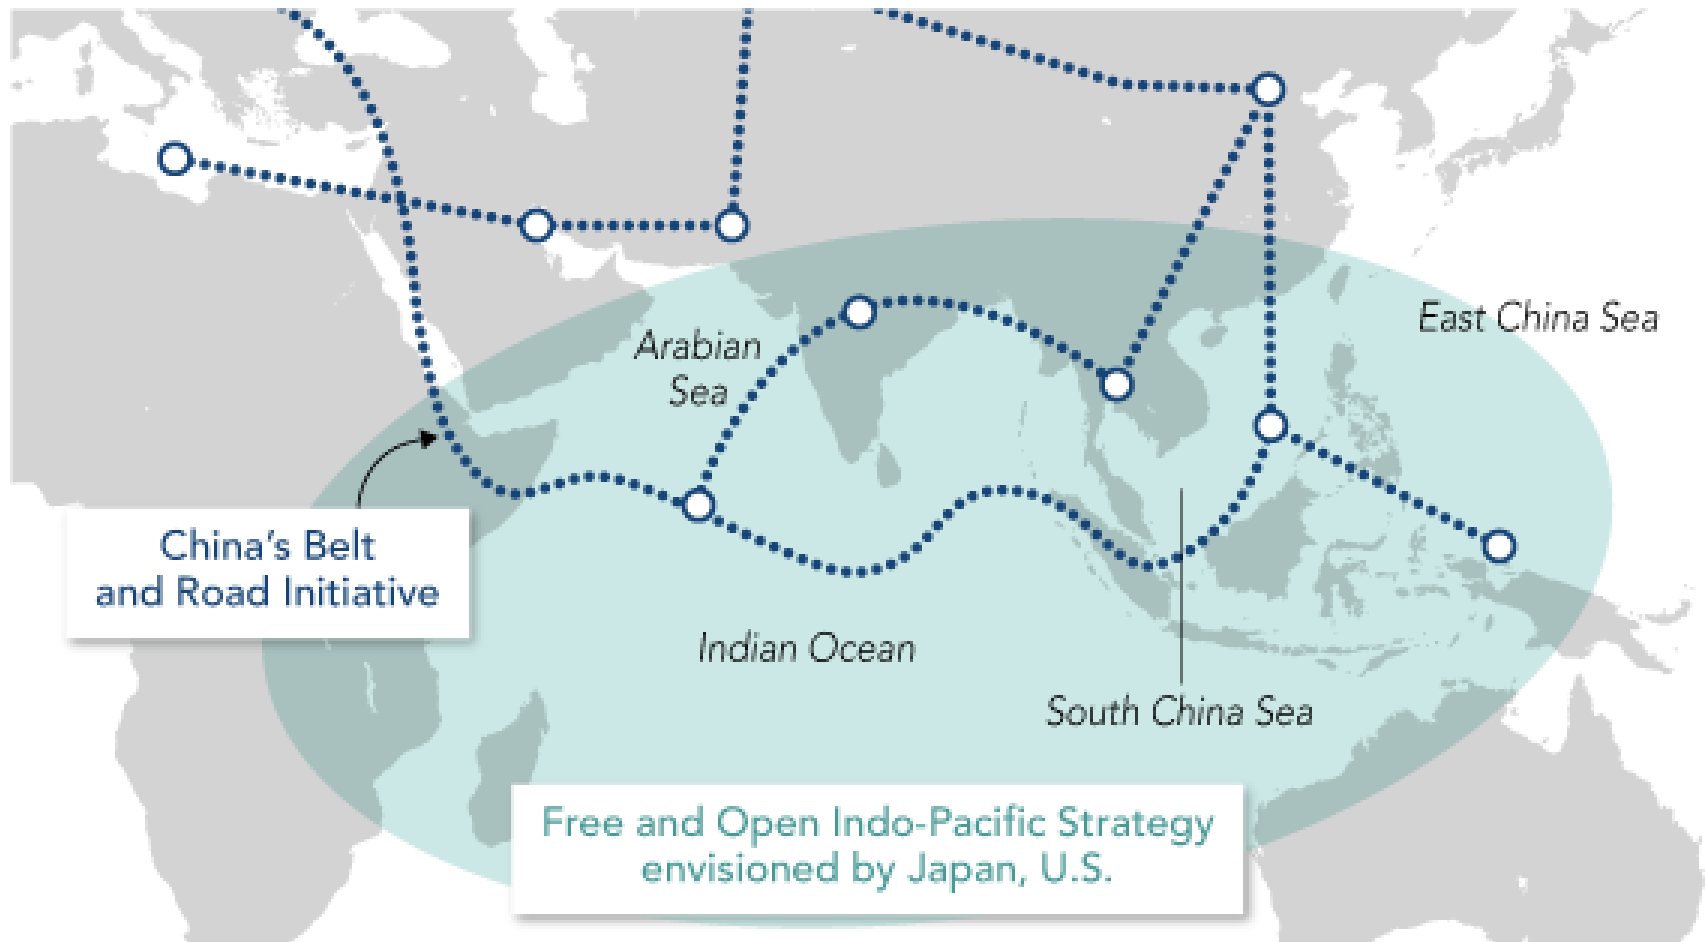 East China Sea
Arabian
Sea
China's Belt
and Road Initiative
Indian Ocean
South China Sea
Free and Open Indo-Pacific Strategy
envisioned by Japan, U.S.